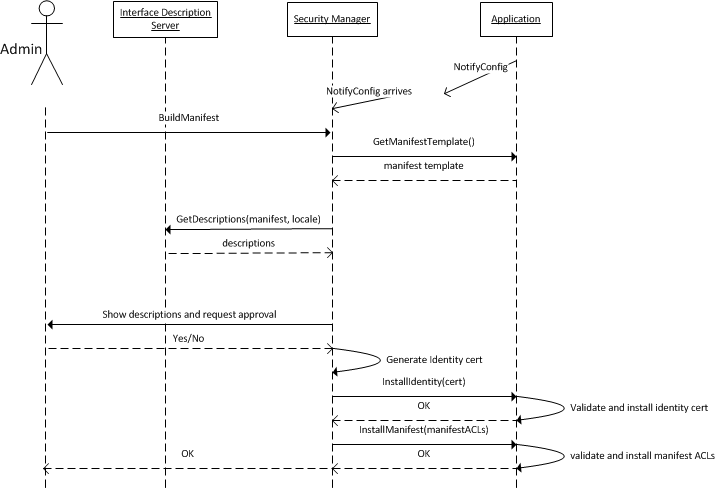 Interface Description
Server
Security Manager
Application
Admin
NotifyConfig
NotifyConfig arrives
BuildManifest
GetManifestTemplate()
manifest template
GetDescriptions(manifest, locale)
descriptions
Show descriptions and request approval
Yes/No
Generate Identity cert
InstallIdentity(cert)
OK
Validate and install identity cert
InstallManifest(manifestACLs)
OK
OK
validate and install manifest ACLs